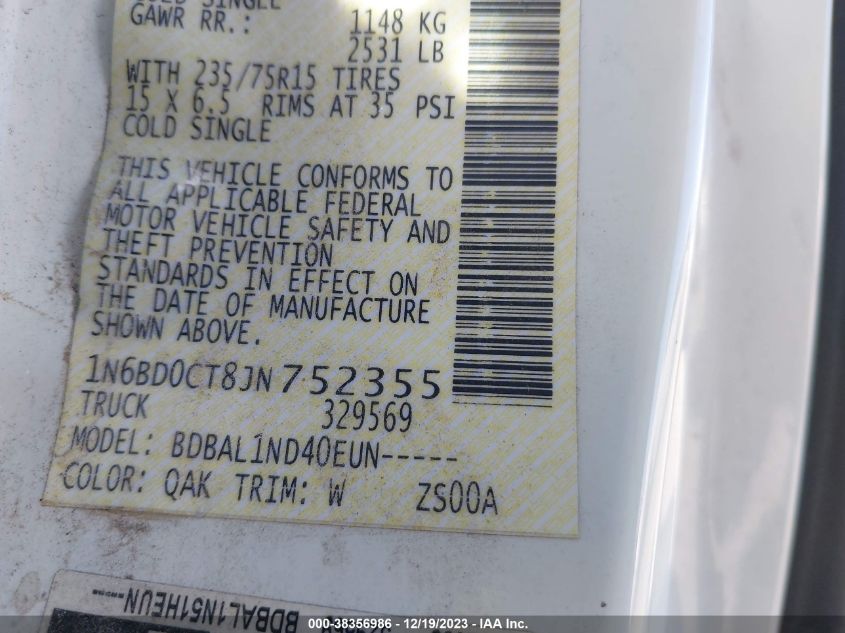 GAWR RR.: 1148 KG
2531 LB
WITH 235/75R15 TIRES
15 X 6.5 RIMS AT 35 PSI
COLD SINGLE
THIS VEHICLE CONFORMS TO
ALL APPLICABLE FEDERAL
MOTOR VEHICLE SAFETY AND
THEFT PREVENTION
STANDARDS IN EFFECT ON
THE DATE OF MANUFACTURE
SHOWN ABOVE.
1N6BD0CT8JN752355
TRUCK 329569
MODEL: BDBAL1ND40EUN-----
COLOR: QAK TRIM: W ZS00A
BDBAL1N51HEUN-----
000-38356986 - 12/19/2023 - IAA Inc.